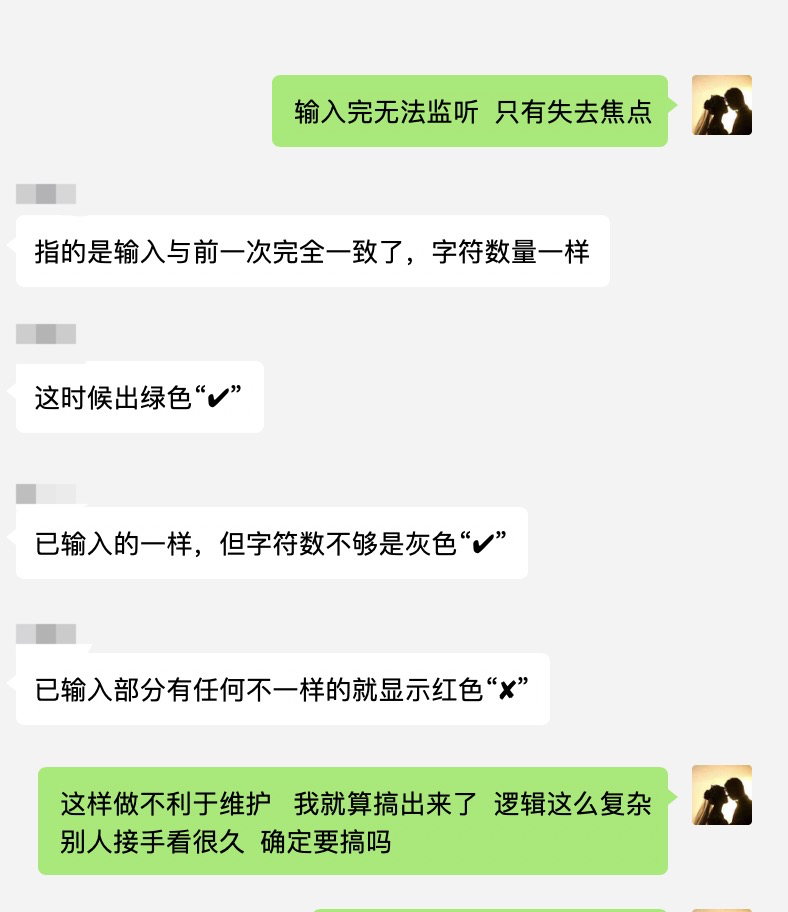 输入完无法监听 只有失去焦点
指的是输入与前一次完全一致了，字符数量一样
这时候出绿色“✔”
已输入的一样，但字符数不够是灰色“✔”
已输入部分有任何不一样的就显示红色“✘”
这样做不利于维护 我就算搞出来了 逻辑这么复杂
别人接手看很久 确定要搞吗